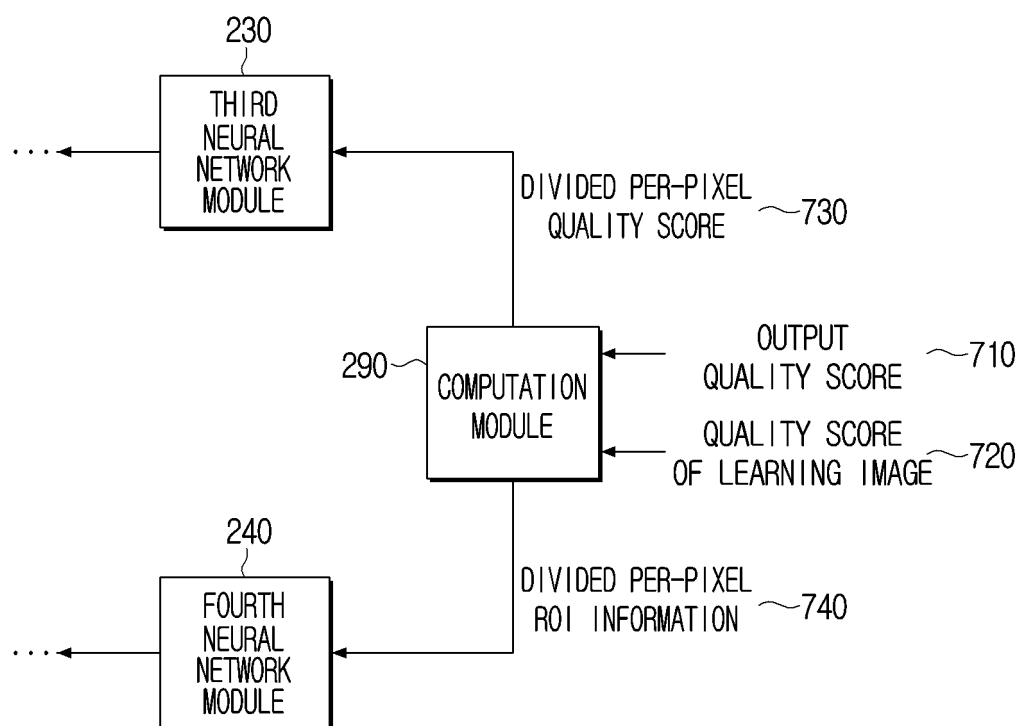 230
THIRD
NEURAL
NETWORK
MODULE
DIVIDED PER-PIXEL
QUALITY SCORE
730
290
COMPUTATION
MODULE
OUTPUT
QUALITY SCORE
710
QUALITY SCORE
OF LEARNING IMAGE
720
240
FOURTH
NEURAL
NETWORK
MODULE
DIVIDED PER-PIXEL
ROI INFORMATION
740